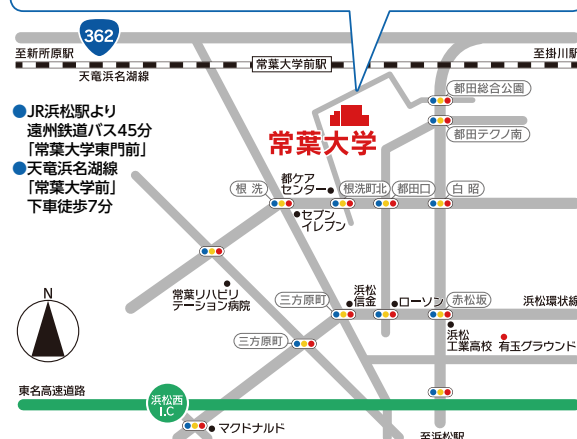 362
至新所原駅
至掛川駅
常葉大学前駅
天竜浜名湖線
都田総合公園
●JR浜松駅より
遠州鉄道バス45分
「常葉大学東門前」
●天竜浜名湖線
「常葉大学前」
下車徒歩7分
都田テクノ南
常葉大学
都ケア
センター
根洗
根洗町北
都田口
白昭
セブン
イレブン
常葉リハビリ
テーション病院
三方原町
浜松
信金
ローソン
赤松坂
浜松環状線
浜松
工業高校
有玉グラウンド
三方原町
N
東名高速道路
浜松西
I.C
マクドナルド
至浜松駅